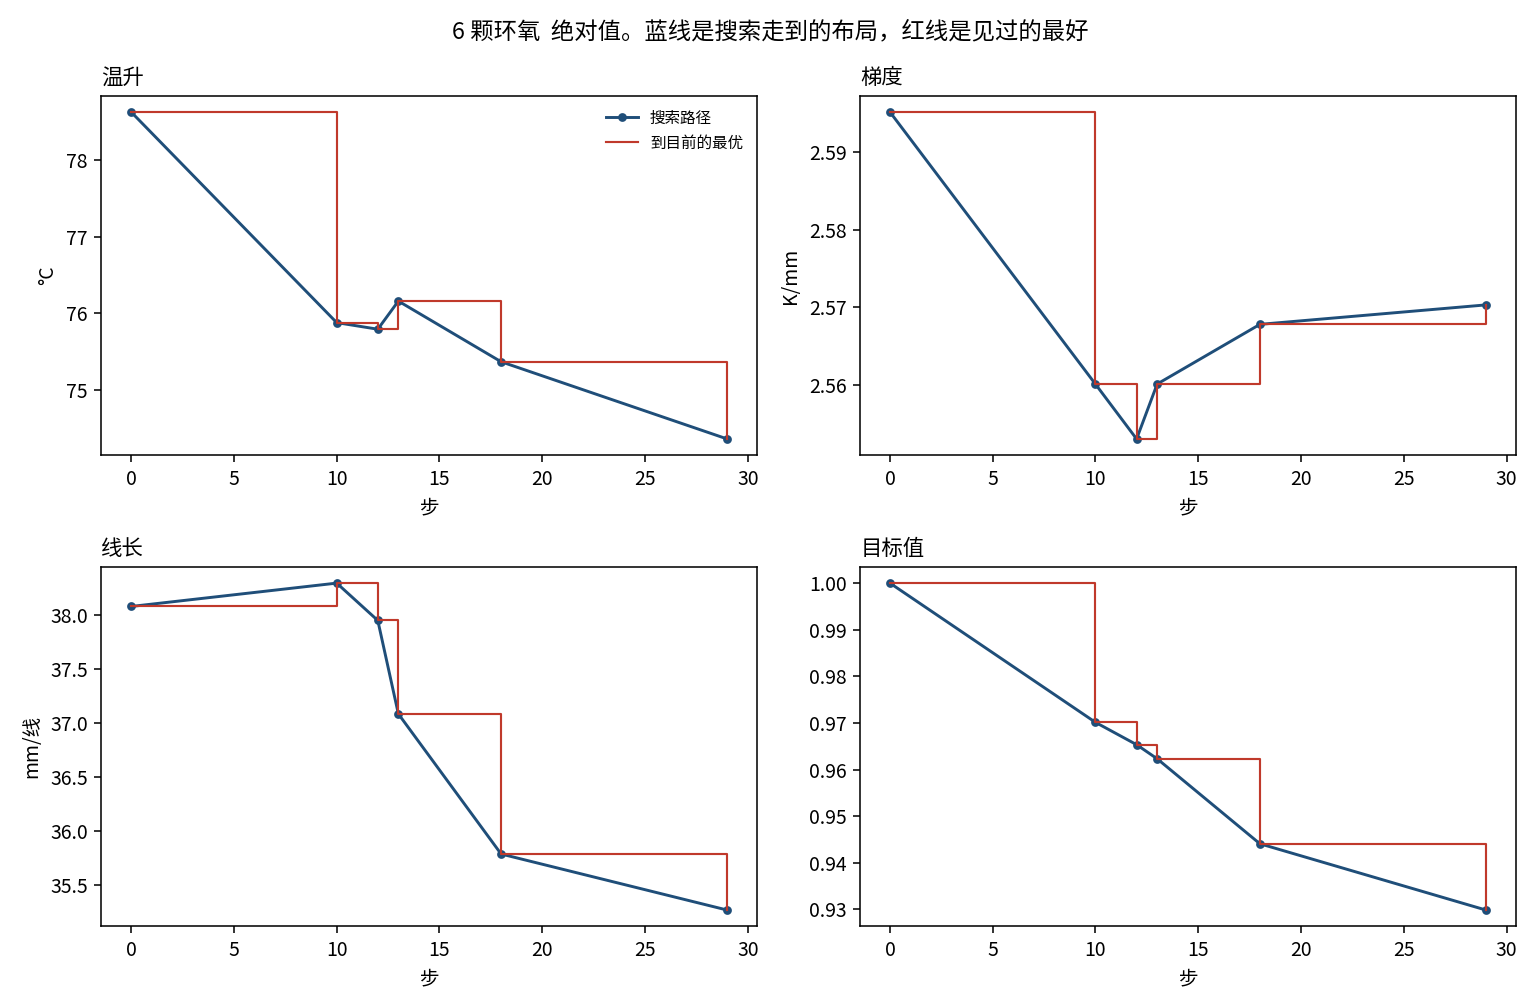 6 颗环氧 绝对值。蓝线是搜索走到的布局，红线是见过的最好
温升
搜索路径
到目前的最优
78
77
76
75
°C
0 5 10 15 20 25 30
步
梯度
2.59
2.58
2.57
2.56
K/mm
0 5 10 15 20 25 30
步
线长
38.0
37.5
37.0
36.5
36.0
35.5
mm/线
0 5 10 15 20 25 30
步
目标值
1.00
0.99
0.98
0.97
0.96
0.95
0.94
0.93
0 5 10 15 20 25 30
步